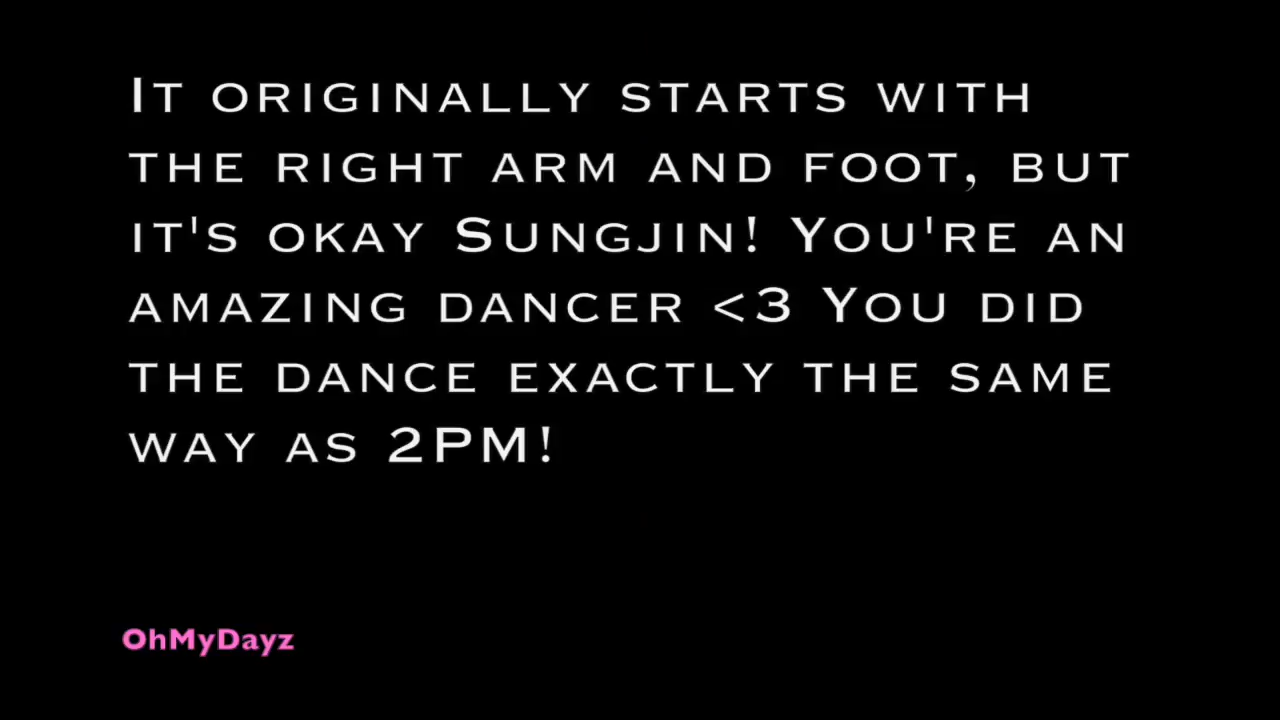 It originally starts with
the right arm and foot, but
it's okay Sungjin! You're an
amazing dancer <3 You did
the dance exactly the same
way as 2PM!
OhMyDayz